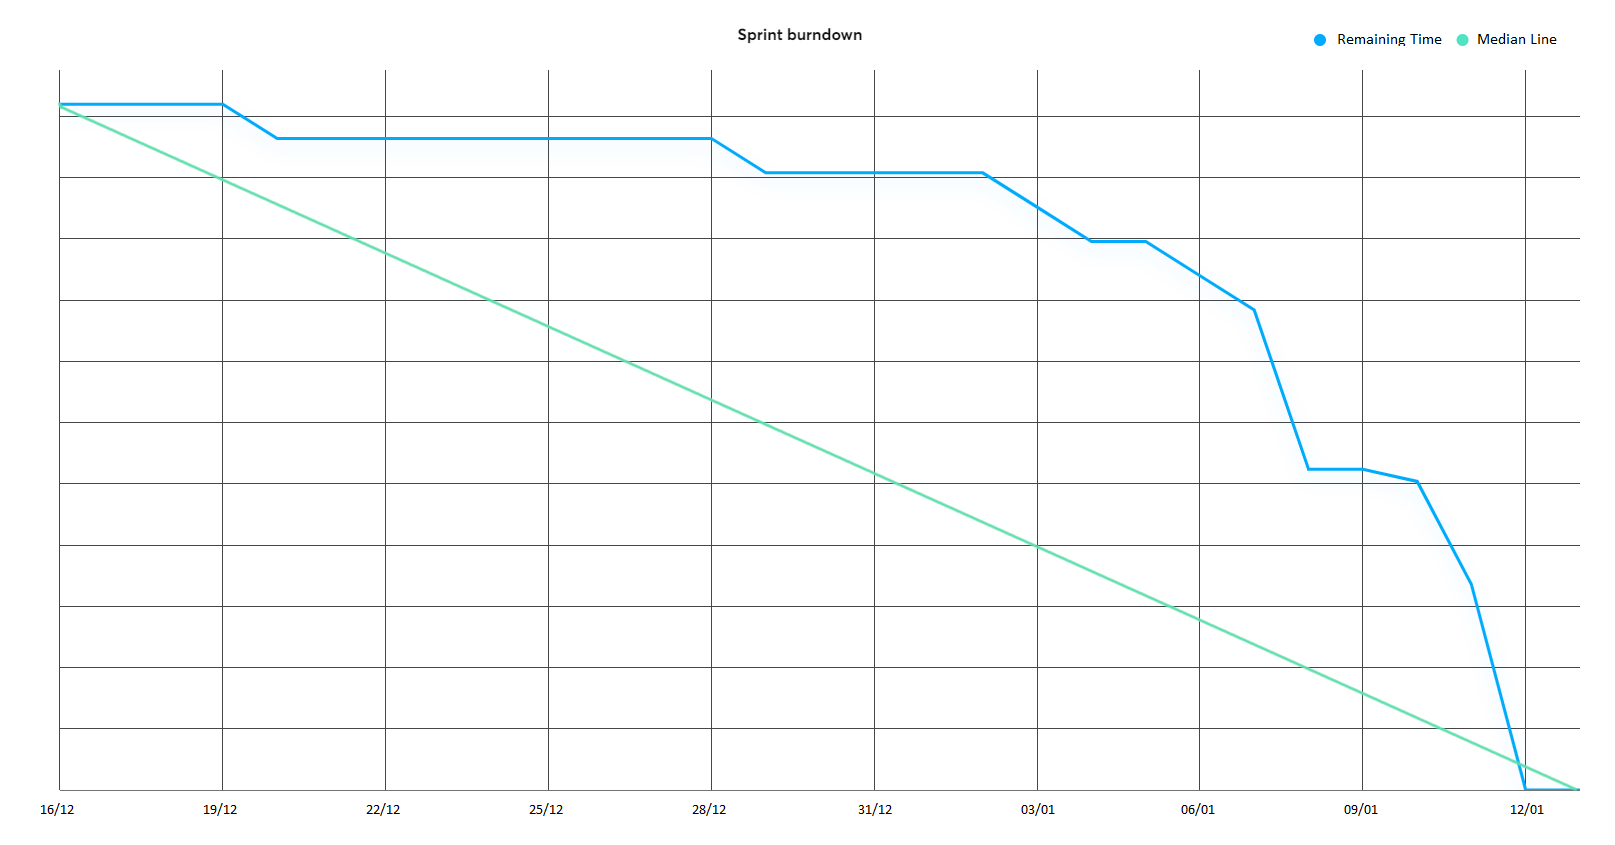 Sprint burndown
Remaining Time
Median Line
16/12 19/12 22/12 25/12 28/12 31/12 03/01 06/01 09/01 12/01